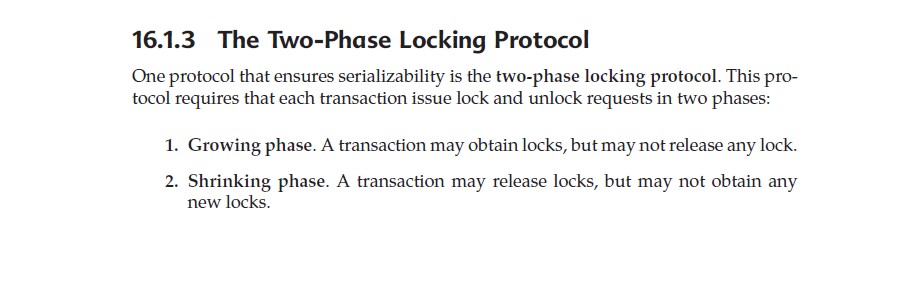 16.1.3 The Two-Phase Locking Protocol
One protocol that ensures serializability is the two-phase locking protocol. This pro-
tocol requires that each transaction issue lock and unlock requests in two phases:
1. Growing phase. A transaction may obtain locks, but may not release any lock.
2. Shrinking phase. A transaction may release locks, but may not obtain any
new locks.